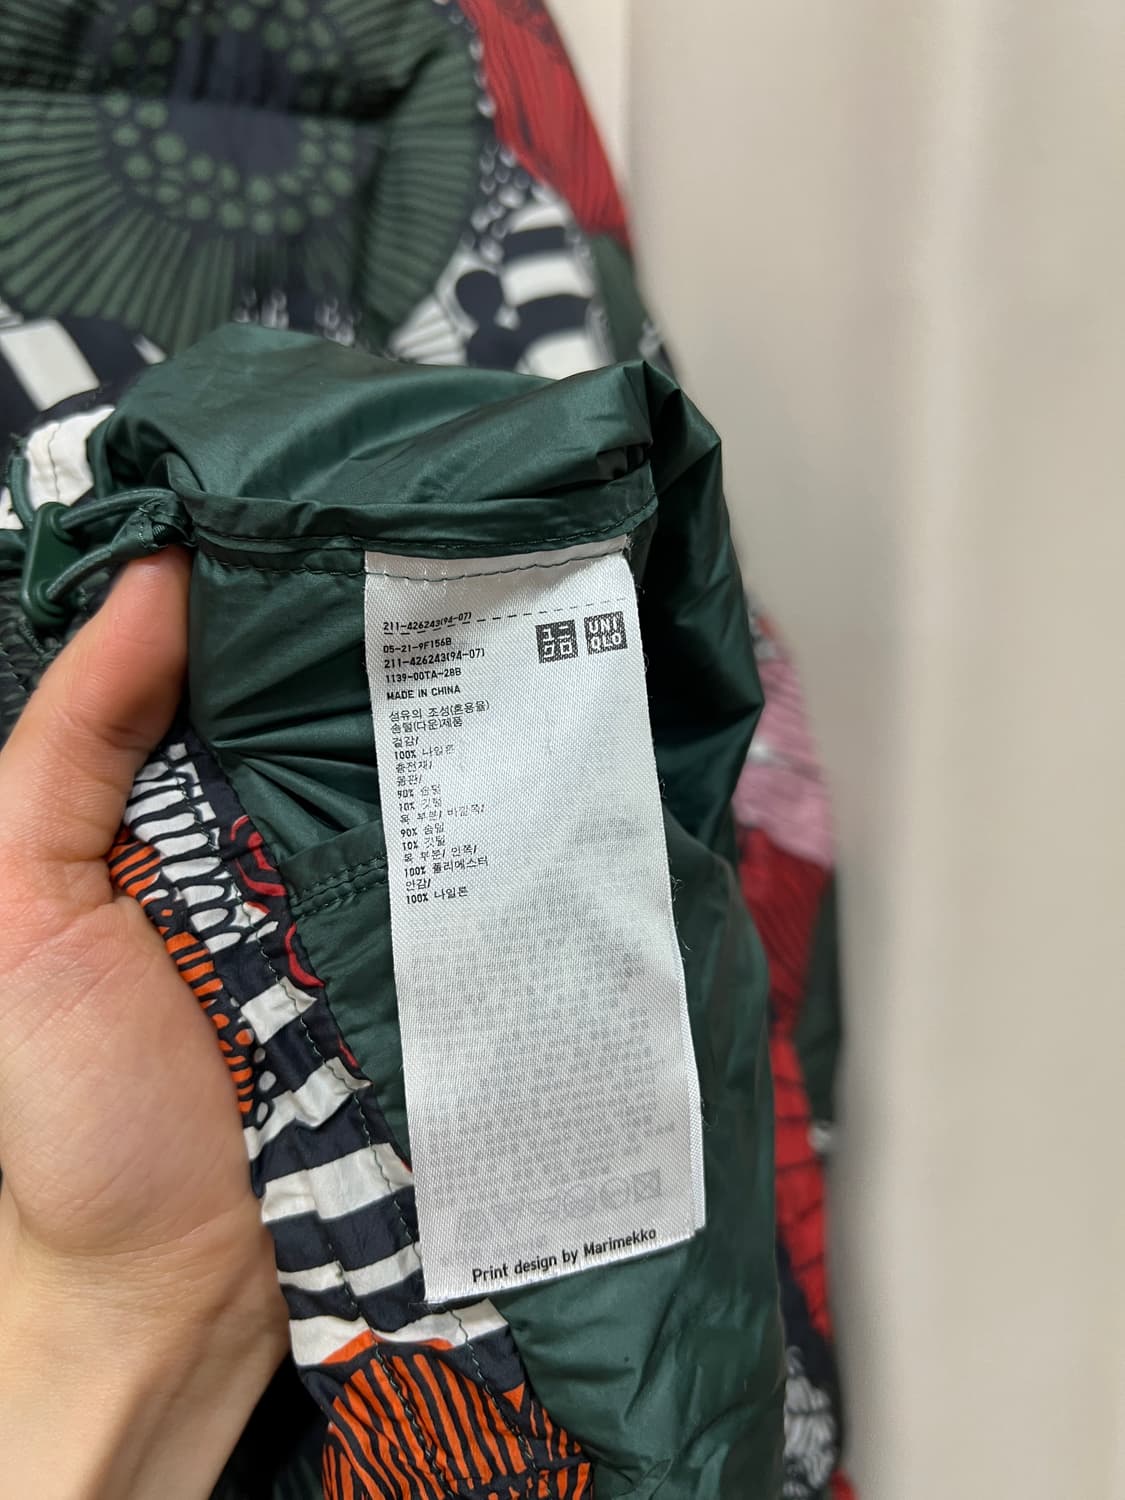 211-426243(94-07)
05-21-9F156B
211-426243(94-07)
1139-00TA-28B
MADE IN CHINA
ユニ
クロ
UNI
QLO
섬유의 조성(혼용율)
솜털(다운)제품
겉감/
100% 나일론
충전재/
몸판/
90% 솜털
10% 깃털
목 부분/ 바깥쪽/
90% 솜털
10% 깃털
목 부분/ 안쪽/
100% 폴리에스터
안감/
100% 나일론
Print design by Marimekko